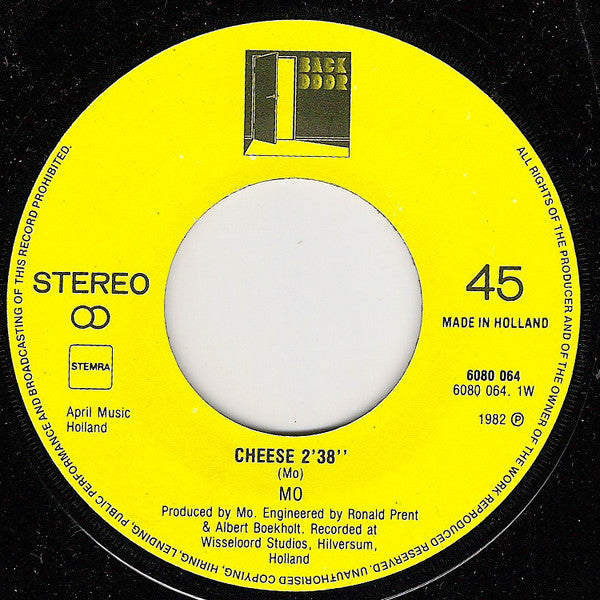 BACK
DOOR
STEREO
45
MADE IN HOLLAND
STEMRA
6080 064
6080 064. 1W
April Music
Holland
1982 Ⓟ
CHEESE 2'38''
(Mo)
MO
Produced by Mo. Engineered by Ronald Prent
& Albert Boekholt. Recorded at
Wisseloord Studios, Hilversum,
Holland
ALL RIGHTS OF THE PRODUCER AND OF THE OWNER OF THE WORK REPRODUCED RESERVED. UNAUTHORISED COPYING, HIRING, LENDING, PUBLIC PERFORMANCE AND BROADCASTING OF THIS RECORD PROHIBITED.